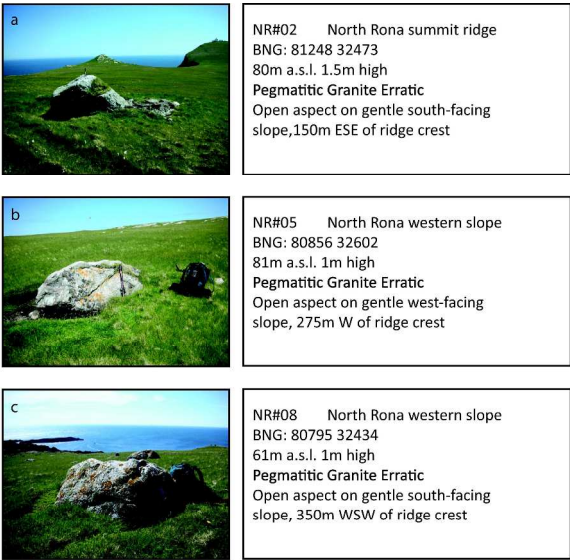 a
NR#02 North Rona summit ridge
BNG: 81248 32473
80m a.s.l. 1.5m high
Pegmatitic Granite Erratic
Open aspect on gentle south-facing
slope,150m ESE of ridge crest
b
NR#05 North Rona western slope
BNG: 80856 32602
81m a.s.l. 1m high
Pegmatitic Granite Erratic
Open aspect on gentle west-facing
slope, 275m W of ridge crest
c
NR#08 North Rona western slope
BNG: 80795 32434
61m a.s.l. 1m high
Pegmatitic Granite Erratic
Open aspect on gentle south-facing
slope, 350m WSW of ridge crest